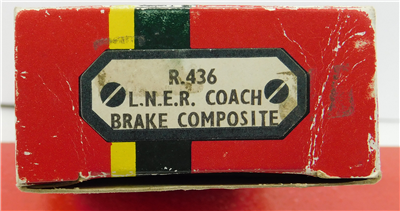 R.436
L.N.E.R. COACH
BRAKE COMPOSITE